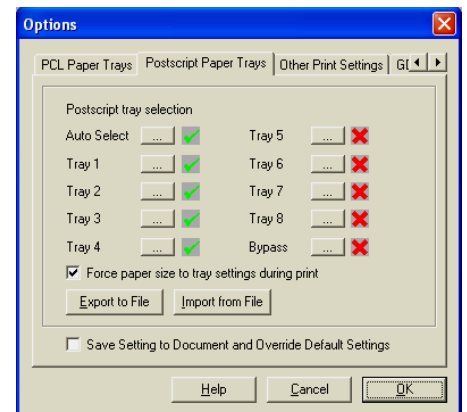 Options
PCL Paper Trays Postscript Paper Trays Other Print Settings
Postscript tray selection
Auto Select ... Tray 5 ...
Tray 1 ... Tray 6 ...
Tray 2 ... Tray 7 ...
Tray 3 ... Tray 8 ...
Tray 4 ... Bypass ...
Force paper size to tray settings during print
Export to File Import from File
Save Setting to Document and Override Default Settings
Help Cancel OK